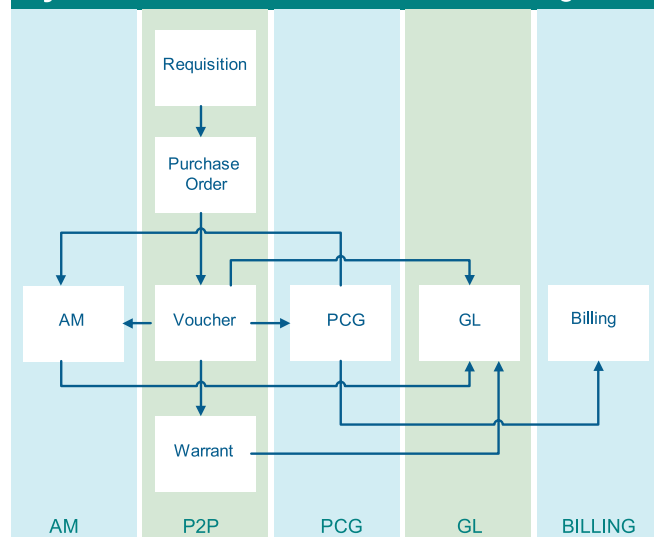 Requisition
Purchase
Order
AM
Voucher
PCG
GL
Billing
Warrant
AM
P2P
PCG
GL
BILLING